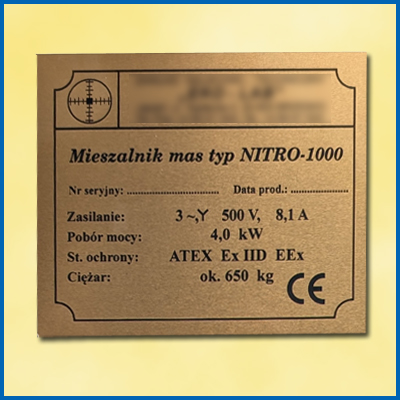 Mieszalnik mas typ NITRO-1000
Nr seryjny: ........................ Data prod.: ................
Zasilanie: 3 ~, Y 500 V, 8,1 A
Pobór mocy: 4,0 kW
St. ochrony: ATEX Ex IID EEx
Ciężar: ok. 650 kg
CE